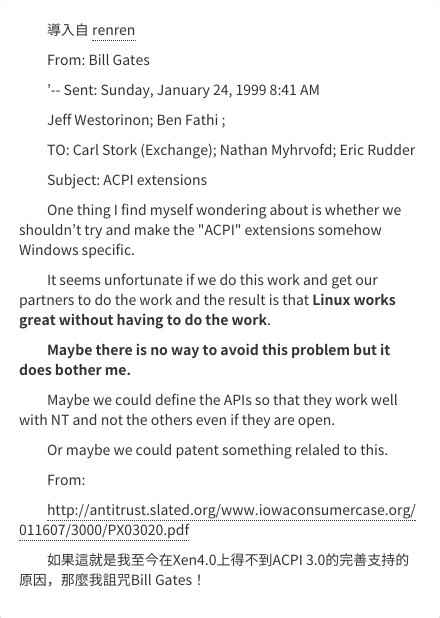 導入自 renren
From: Bill Gates
’-- Sent: Sunday, January 24, 1999 8:41 AM
Jeff Westorinon; Ben Fathi ;
TO: Carl Stork (Exchange); Nathan Myhrvofd; Eric Rudder
Subject: ACPI extensions
One thing I find myself wondering about is whether we
shouldn’t try and make the "ACPI" extensions somehow
Windows specific.
It seems unfortunate if we do this work and get our
partners to do the work and the result is that Linux works
great without having to do the work.
Maybe there is no way to avoid this problem but it
does bother me.
Maybe we could define the APIs so that they work well
with NT and not the others even if they are open.
Or maybe we could patent something relaled to this.
From:
http://antitrust.slated.org/www.iowaconsumercase.org/
011607/3000/PX03020.pdf
如果這就是我至今在Xen4.0上得不到ACPI 3.0的完善支持的
原因，那麼我詛咒Bill Gates！